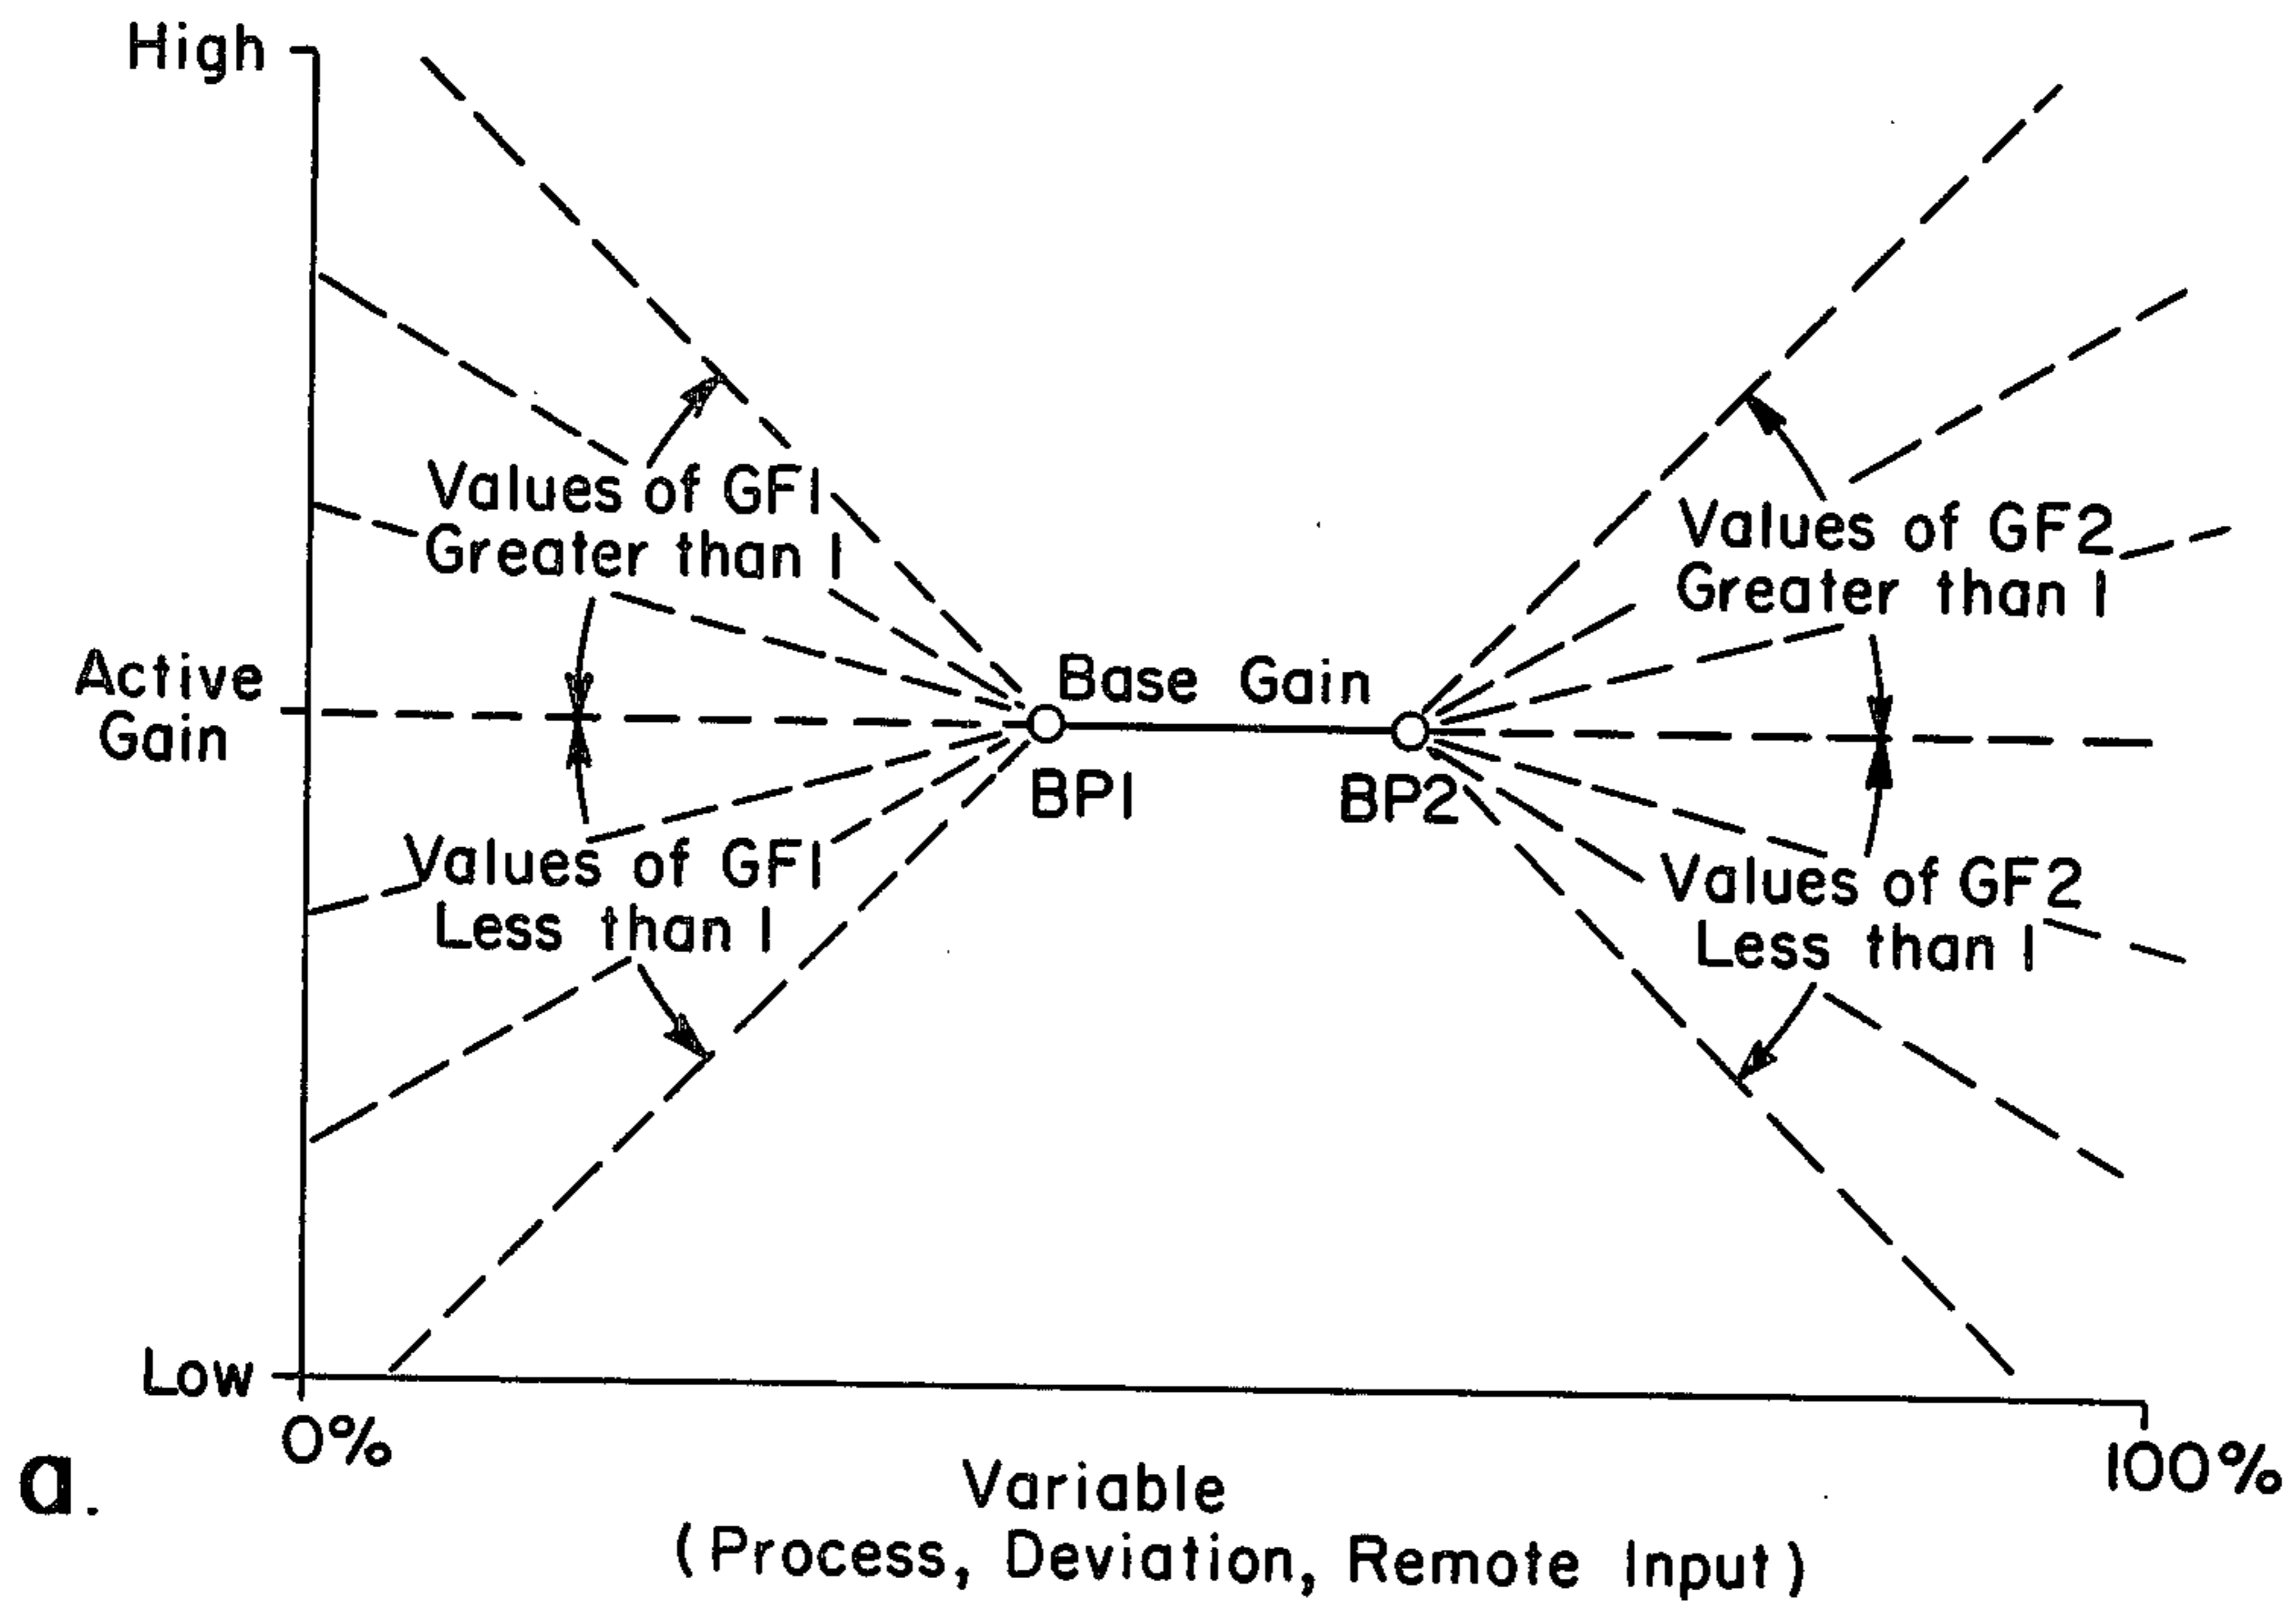 High
Values of GF1
Greater than 1
Values of GF2
Greater than 1
Active
Gain
Base Gain
BP1
BP2
Values of GF1
Less than 1
Values of GF2
Less than 1
Low
0%
100%
a.
Variable
(Process, Deviation, Remote Input)